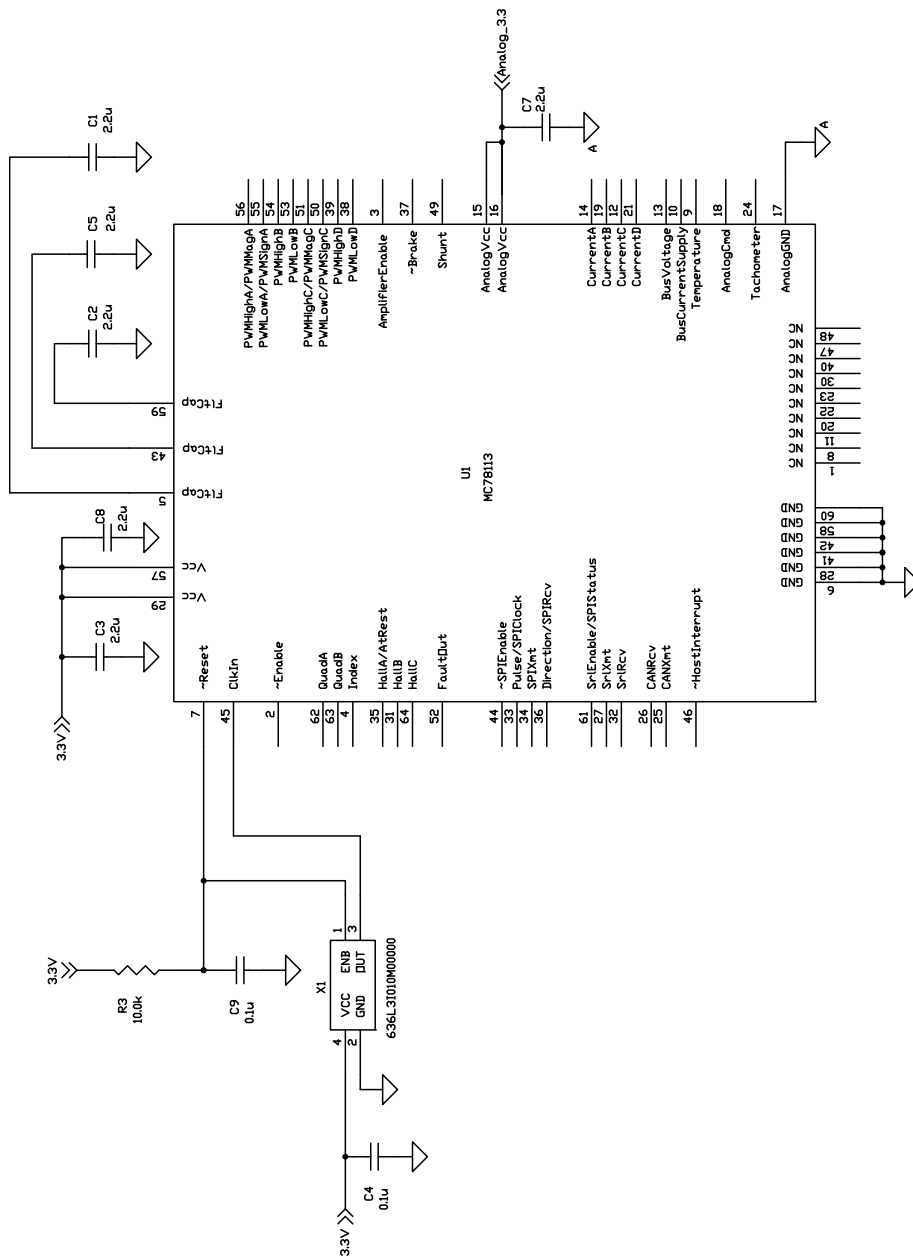 C1
2.2u
C5
2.2u
C2
2.2u
C8
2.2u
C3
2.2u
3.3V
59
FltCap
43
FltCap
5
FltCap
57
Vcc
29
Vcc
U1
MC78113
7
~Reset
45
ClkIn
2
~Enable
62
QuadA
63
QuadB
4
Index
35
HallA/AtRest
31
HallB
64
HallC
52
FaultOut
44
~SPIEnable
33
Pulse/SPIClock
34
SPIXmt
36
Direction/SPIRcv
61
SrlEnable/SPIStatus
27
SrlXmt
32
SrlRcv
26
CANRcv
25
CANXmt
46
~HostInterrupt
56
PWMHighA/PWMMagA
55
PWMLowA/PWMSignA
54
PWMHighB
53
PWMLowB
51
PWMHighC/PWMMagC
50
PWMLowC/PWMSignC
39
PWMHighD
38
PWMLowD
3
AmplifierEnable
37
~Brake
49
Shunt
15
AnalogVcc
16
AnalogVcc
Analog_3.3
C7
2.2u
A
14
CurrentA
19
CurrentB
12
CurrentC
21
CurrentD
13
BusVoltage
10
BusCurrentSupply
9
Temperature
18
AnalogCmd
24
Tachometer
17
AnalogGND
A
NC
48
NC
47
NC
40
NC
30
NC
23
NC
22
NC
20
NC
11
NC
8
NC
1
GND
60
GND
58
GND
42
GND
41
GND
28
GND
6
3.3V
R3
10.0k
C9
0.1u
X1
1
ENB
3
OUT
4
VCC
2
GND
636L3I010M00000
C4
0.1u
3.3V